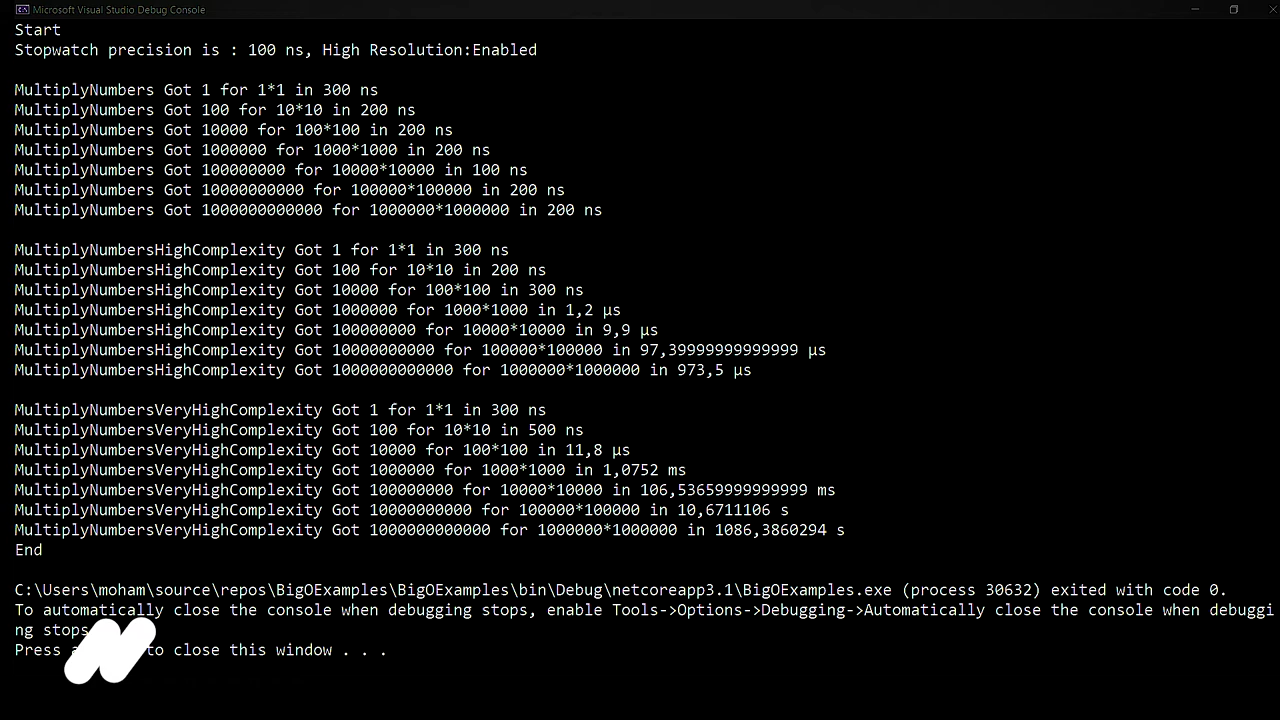 Microsoft Visual Studio Debug Console
Start
Stopwatch precision is : 100 ns, High Resolution:Enabled
MultiplyNumbers Got 1 for 1*1 in 300 ns
MultiplyNumbers Got 100 for 10*10 in 200 ns
MultiplyNumbers Got 10000 for 100*100 in 200 ns
MultiplyNumbers Got 1000000 for 1000*1000 in 200 ns
MultiplyNumbers Got 100000000 for 10000*10000 in 100 ns
MultiplyNumbers Got 10000000000 for 100000*100000 in 200 ns
MultiplyNumbers Got 1000000000000 for 1000000*1000000 in 200 ns
MultiplyNumbersHighComplexity Got 1 for 1*1 in 300 ns
MultiplyNumbersHighComplexity Got 100 for 10*10 in 200 ns
MultiplyNumbersHighComplexity Got 10000 for 100*100 in 300 ns
MultiplyNumbersHighComplexity Got 1000000 for 1000*1000 in 1,2 µs
MultiplyNumbersHighComplexity Got 100000000 for 10000*10000 in 9,9 µs
MultiplyNumbersHighComplexity Got 10000000000 for 100000*100000 in 97,39999999999999 µs
MultiplyNumbersHighComplexity Got 1000000000000 for 1000000*1000000 in 973,5 µs
MultiplyNumbersVeryHighComplexity Got 1 for 1*1 in 300 ns
MultiplyNumbersVeryHighComplexity Got 100 for 10*10 in 500 ns
MultiplyNumbersVeryHighComplexity Got 10000 for 100*100 in 11,8 µs
MultiplyNumbersVeryHighComplexity Got 1000000 for 1000*1000 in 1,0752 ms
MultiplyNumbersVeryHighComplexity Got 100000000 for 10000*10000 in 106,53659999999999 ms
MultiplyNumbersVeryHighComplexity Got 10000000000 for 100000*100000 in 10,6711106 s
MultiplyNumbersVeryHighComplexity Got 1000000000000 for 1000000*1000000 in 1086,3860294 s
End
C:\Users\moham\source\repos\BigOExamples\BigOExamples\bin\Debug\netcoreapp3.1\BigOExamples.exe (process 30632) exited with code 0.
To automatically close the console when debugging stops, enable Tools->Options->Debugging->Automatically close the console when debuggi
ng stops
Press to close this window . . .